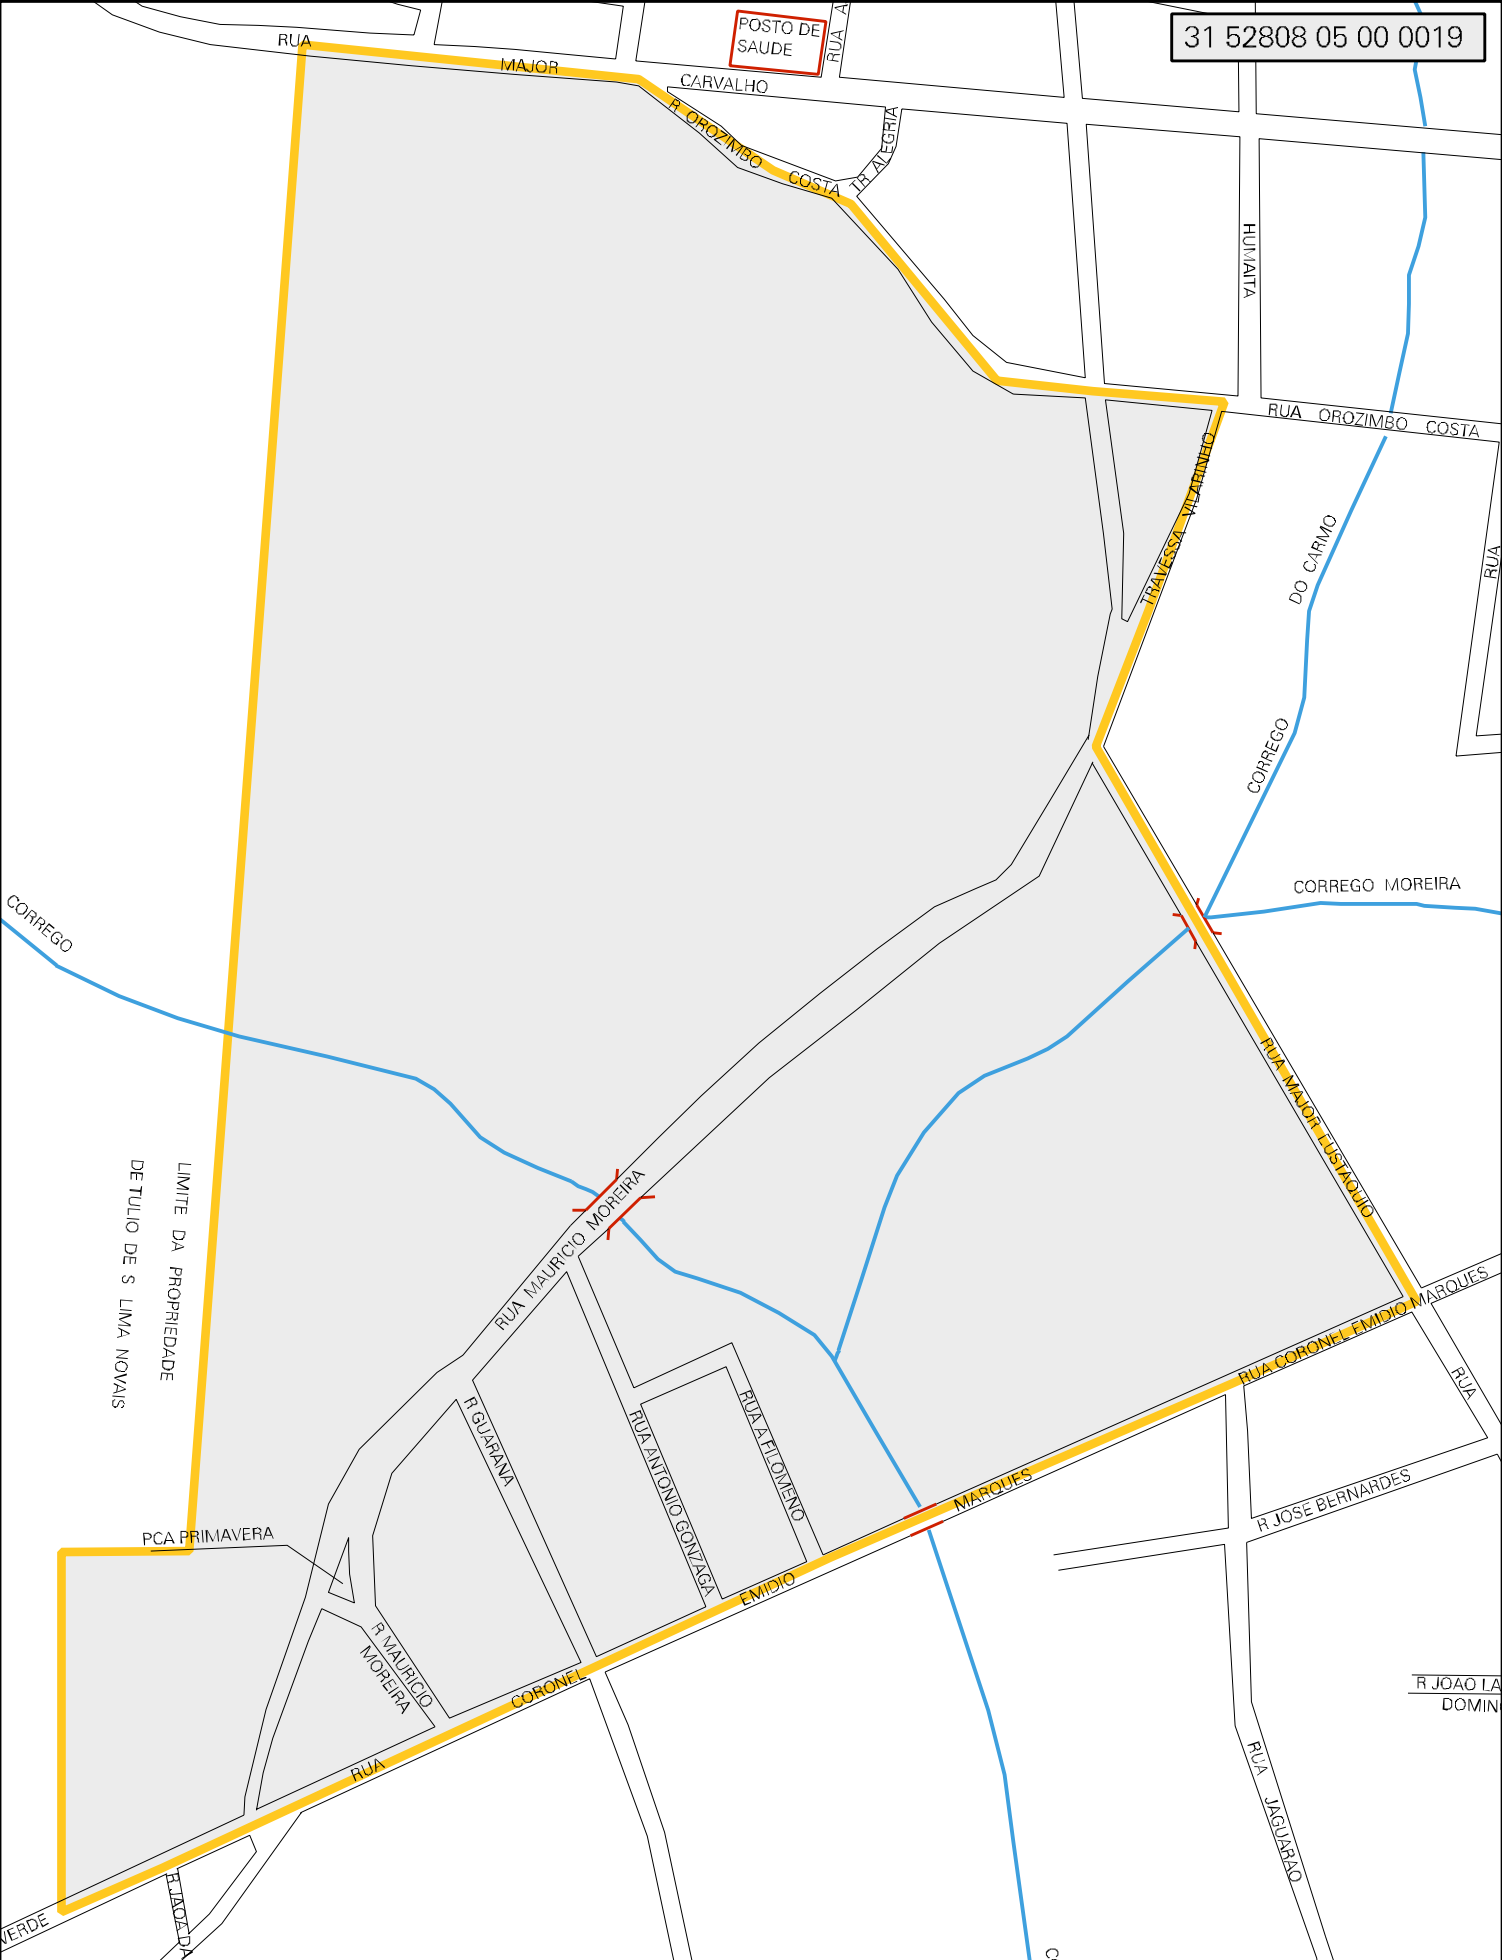 31 52808 05 00 0019
POSTO DE
SAUDE
RUA A
RUA
MAJOR
CARVALHO
R OROZIMBO
COSTA
TR ALEGRIA
HUMAITA
RUA OROZIMBO COSTA
TRAVESSA VILARINHO
DO CARMO
CORREGO
RUA
CORREGO MOREIRA
CORREGO
RUA MAJOR EUSTAQUIO
LIMITE DA PROPRIEDADE
DE TULIO DE S LIMA NOVAIS
RUA MAURICIO MOREIRA
RUA CORONEL EMIDIO MARQUES
RUA
R GUARANA
RUA ANTONIO GONZAGA
RUA A FILOMENO
MARQUES
R JOSE BERNARDES
PCA PRIMAVERA
EMIDIO
R MAURICIO
MOREIRA
CORONEL
RUA
R JOAO LA
DOMIN
RUA JAGUARAO
R JAOA DA
VERDE
C